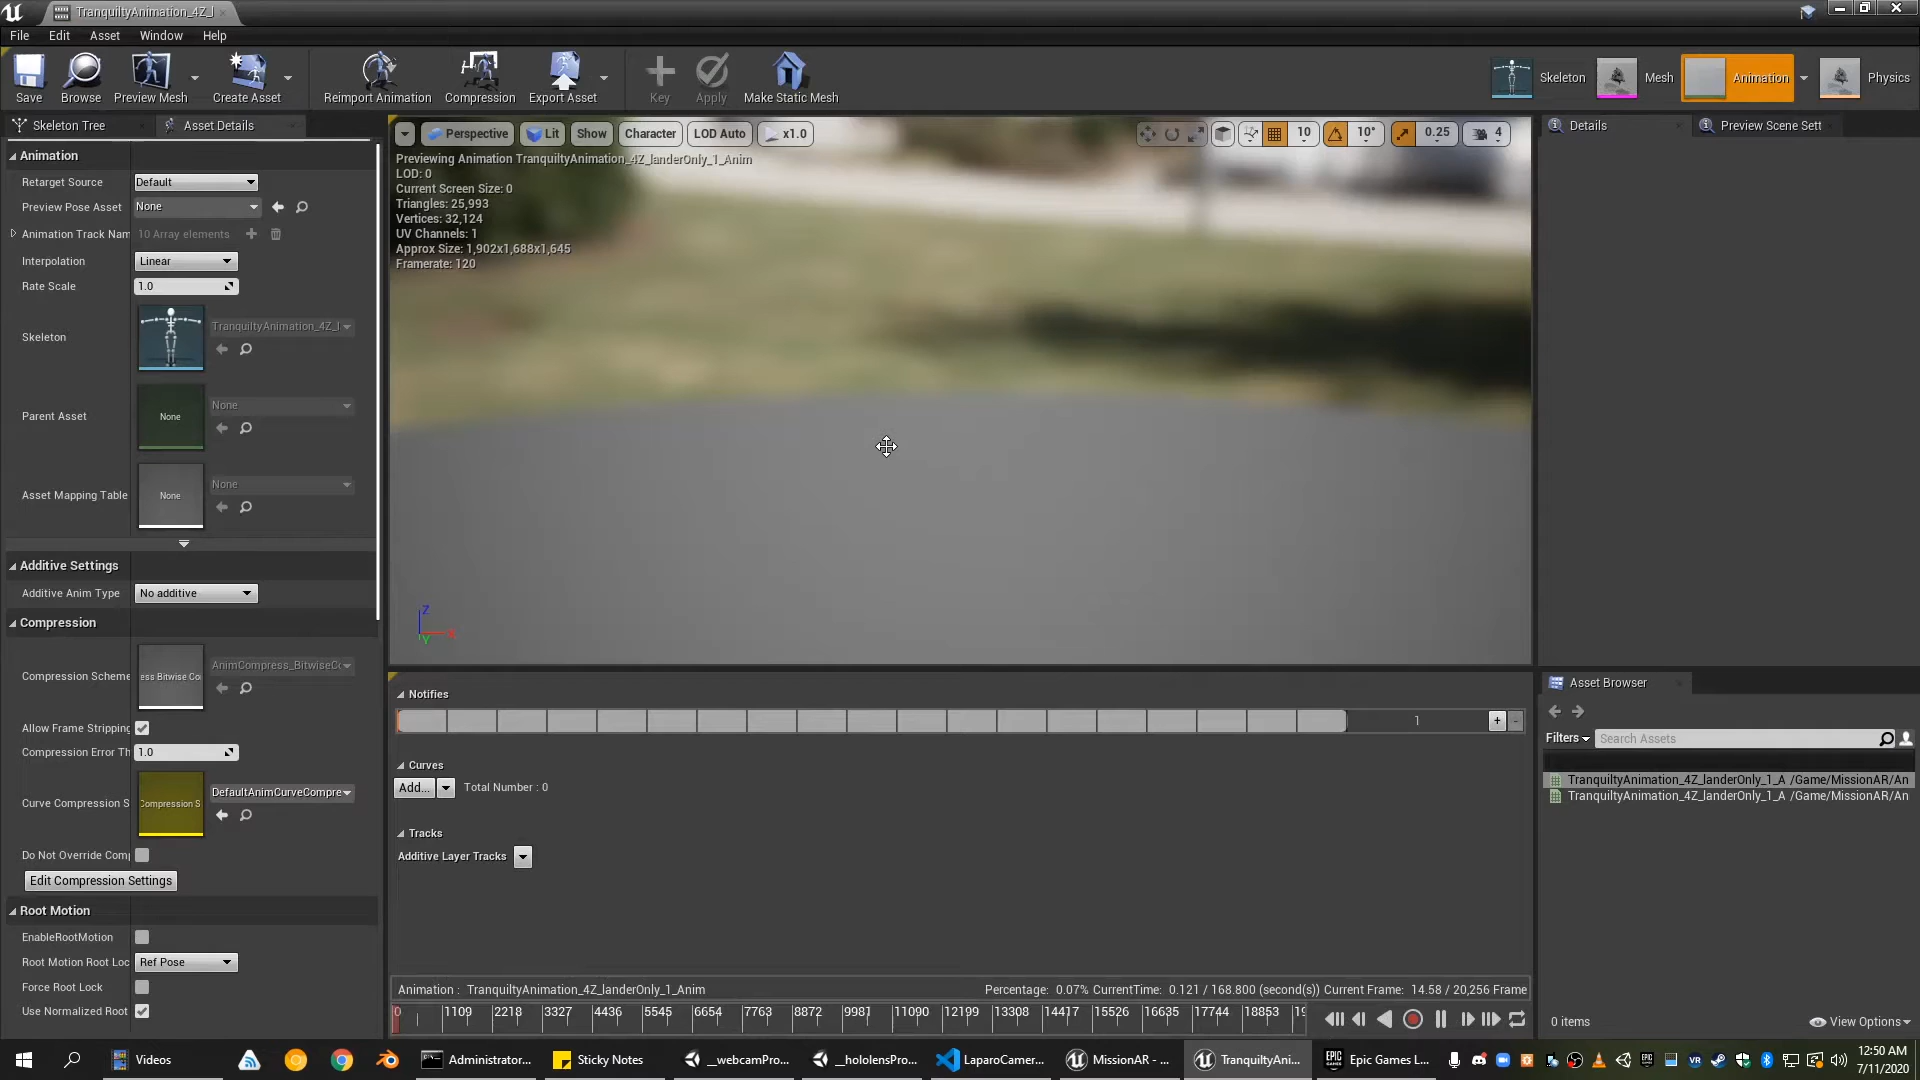 TranquiltyAnimation_4Z_l
File Edit Asset Window Help
Save Browse Preview Mesh Create Asset Reimport Animation Compression Export Asset Key Apply Make Static Mesh Skeleton Mesh Animation Physics
Skeleton Tree Asset Details
Perspective Lit Show Character LOD Auto x1.0 10 10° 0.25 4
Details Preview Scene Sett
Animation
Retarget Source Default
Preview Pose Asset None
Animation Track Nam 10 Array elements
Interpolation Linear
Rate Scale 1.0
Skeleton TranquiltyAnimation_4Z_l
Parent Asset None None
Asset Mapping Table None None
Previewing Animation TranquiltyAnimation_4Z_landerOnly_1_Anim
LOD: 0
Current Screen Size: 0
Triangles: 25,993
Vertices: 32,124
UV Channels: 1
Approx Size: 1,902x1,688x1,645
Framerate: 120
Z
X
Y
Additive Settings
Additive Anim Type No additive
Compression
Compression Scheme ess Bitwise Co AnimCompress_BitwiseCo
Allow Frame Stripping
Compression Error Th 1.0
Curve Compression S Compression S DefaultAnimCurveCompre
Do Not Override Comp
Edit Compression Settings
Root Motion
EnableRootMotion
Root Motion Root Loc Ref Pose
Force Root Lock
Use Normalized Root
Notifies
1 + -
Curves
Add... Total Number : 0
Tracks
Additive Layer Tracks
Animation : TranquiltyAnimation_4Z_landerOnly_1_Anim Percentage: 0.07% CurrentTime: 0.121 / 168.800 (second(s)) Current Frame: 14.58 / 20,256 Frame
0 1109 2218 3327 4436 5545 6654 7763 8872 9981 11090 12199 13308 14417 15526 16635 17744 18853 19
Asset Browser
Filters Search Assets
TranquiltyAnimation_4Z_landerOnly_1_A /Game/MissionAR/An
TranquiltyAnimation_4Z_landerOnly_1_A /Game/MissionAR/An
0 items View Options
Videos Administrator... Sticky Notes __webcamPro... __hololensPro... LaparoCamer... MissionAR - ... TranquiltyAni... Epic Games L...
12:50 AM
7/11/2020